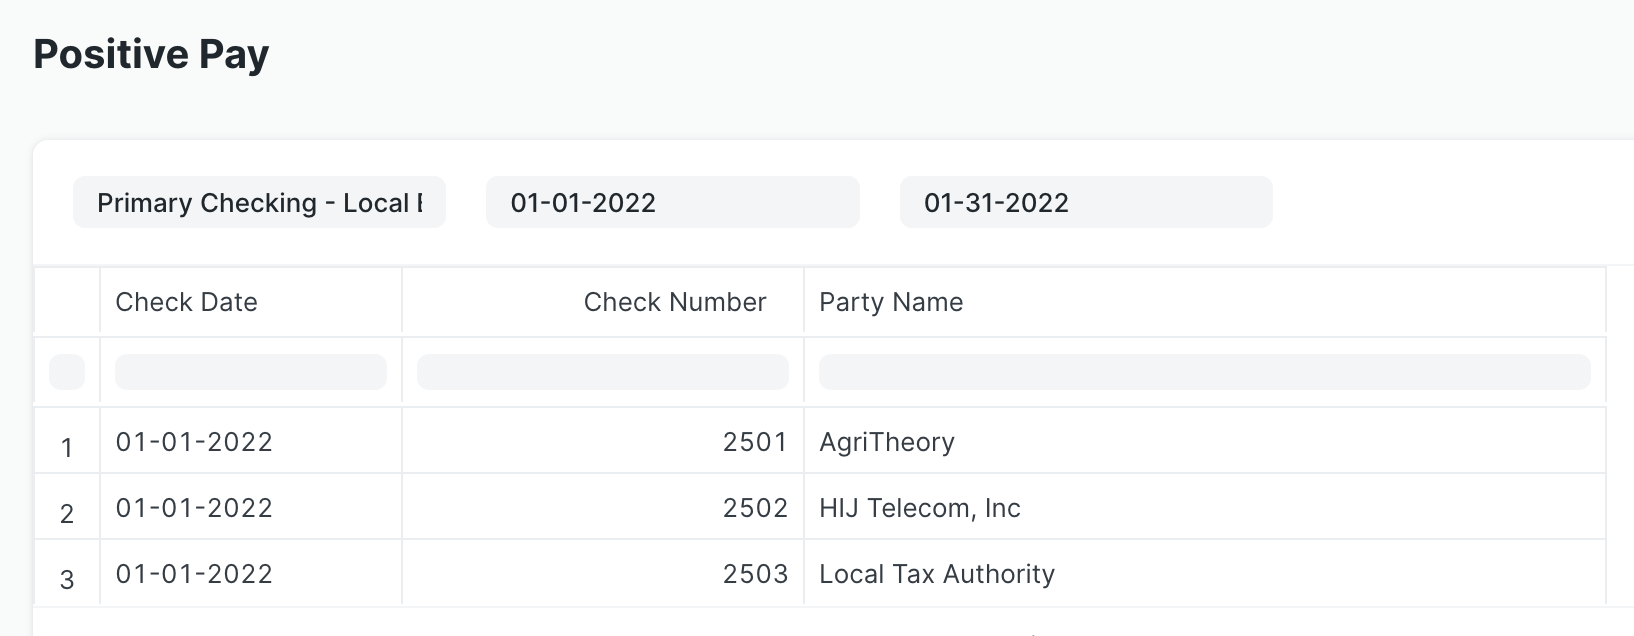 Positive Pay
Primary Checking - Local
01-01-2022
01-31-2022
Check Date Check Number Party Name
1 01-01-2022 2501 AgriTheory
2 01-01-2022 2502 HIJ Telecom, Inc
3 01-01-2022 2503 Local Tax Authority